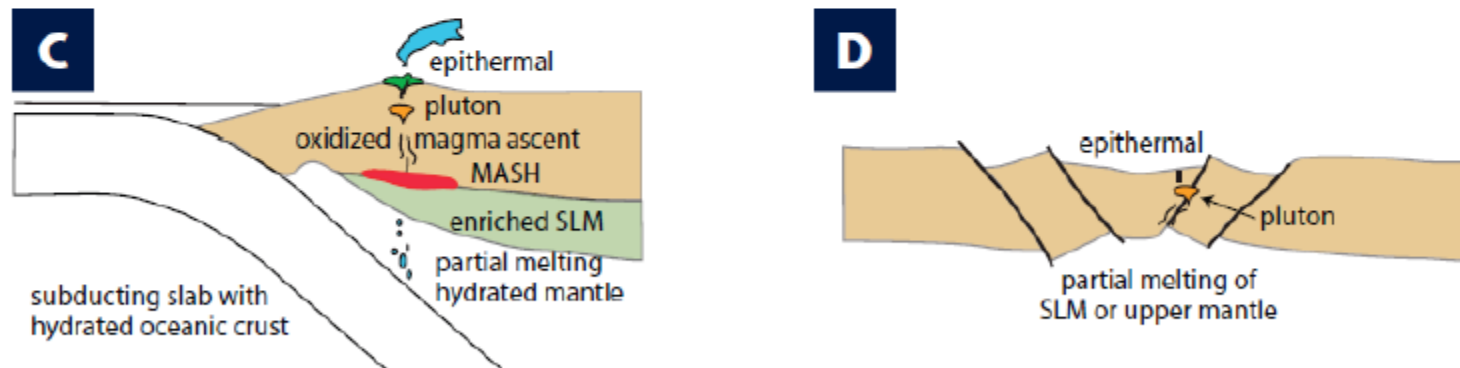 C
epithermal
pluton
oxidized magma ascent
MASH
enriched SLM
partial melting
hydrated mantle
subducting slab with
hydrated oceanic crust
D
epithermal
pluton
partial melting of
SLM or upper mantle